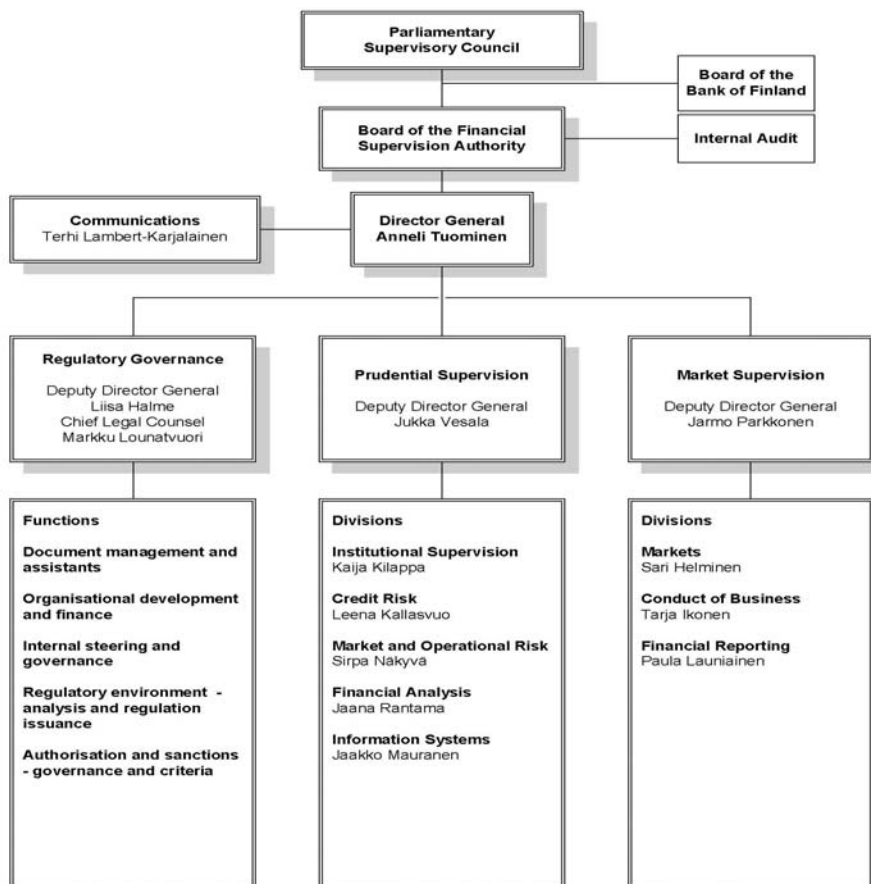 Parliamentary
Supervisory Council
Board of the
Bank of Finland
Board of the Financial
Supervision Authority
Internal Audit
Communications
Terhi Lambert-Karjalainen
Director General
Anneli Tuominen
Regulatory Governance
Deputy Director General
Liisa Halme
Chief Legal Counsel
Markku Lounatvuori
Prudential Supervision
Deputy Director General
Jukka Vesala
Market Supervision
Deputy Director General
Jarmo Parkkonen
Functions
Document management and
assistants
Organisational development
and finance
Internal steering and
governance
Regulatory environment -
analysis and regulation
issuance
Authorisation and sanctions
- governance and criteria
Divisions
Institutional Supervision
Kaija Kilappa
Credit Risk
Leena Kallasvuo
Market and Operational Risk
Sirpa Näkyvä
Financial Analysis
Jaana Rantama
Information Systems
Jaakko Mauranen
Divisions
Markets
Sari Helminen
Conduct of Business
Tarja Ikonen
Financial Reporting
Paula Launiainen